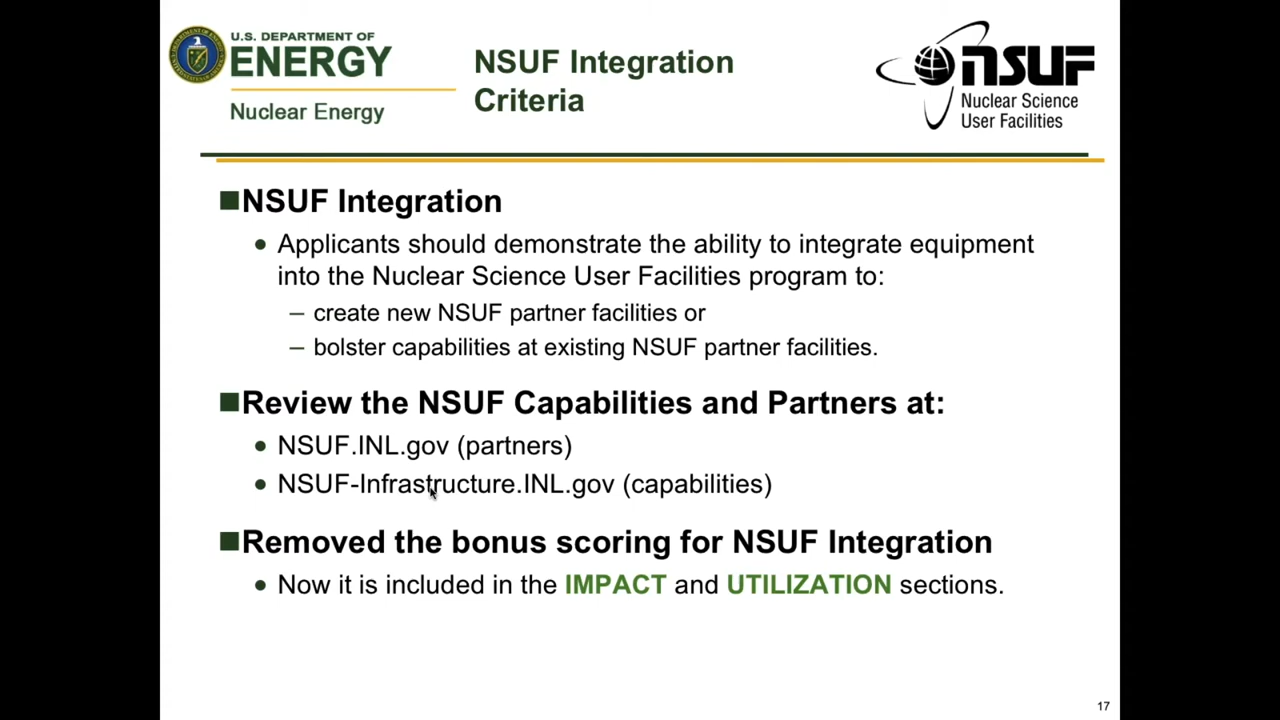 U.S. DEPARTMENT OF
ENERGY
Nuclear Energy
NSUF Integration
Criteria
nsuf
Nuclear Science
User Facilities
NSUF Integration
Applicants should demonstrate the ability to integrate equipment
into the Nuclear Science User Facilities program to:
– create new NSUF partner facilities or
– bolster capabilities at existing NSUF partner facilities.
Review the NSUF Capabilities and Partners at:
NSUF.INL.gov (partners)
NSUF-Infrastructure.INL.gov (capabilities)
Removed the bonus scoring for NSUF Integration
Now it is included in the IMPACT and UTILIZATION sections.
17